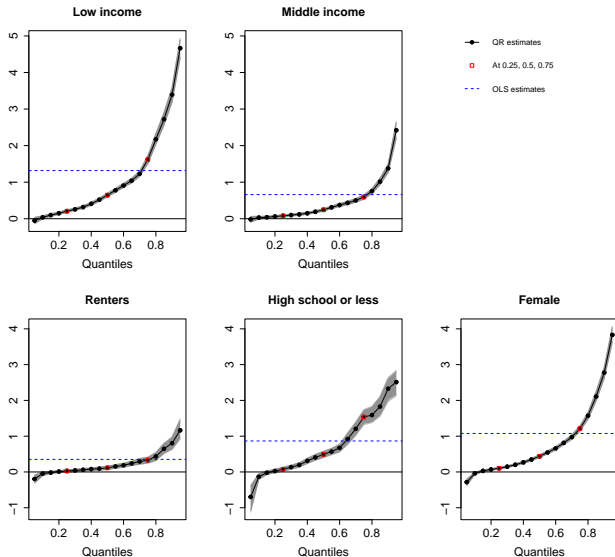 Low income
Middle income
QR estimates
At 0.25, 0.5, 0.75
OLS estimates
0 1 2 3 4 5
0 1 2 3 4 5
0.2 0.4 0.6 0.8
0.2 0.4 0.6 0.8
Quantiles
Quantiles
Renters
High school or less
Female
−1 0 1 2 3 4
−1 0 1 2 3 4
−1 0 1 2 3 4
0.2 0.4 0.6 0.8
0.2 0.4 0.6 0.8
0.2 0.4 0.6 0.8
Quantiles
Quantiles
Quantiles